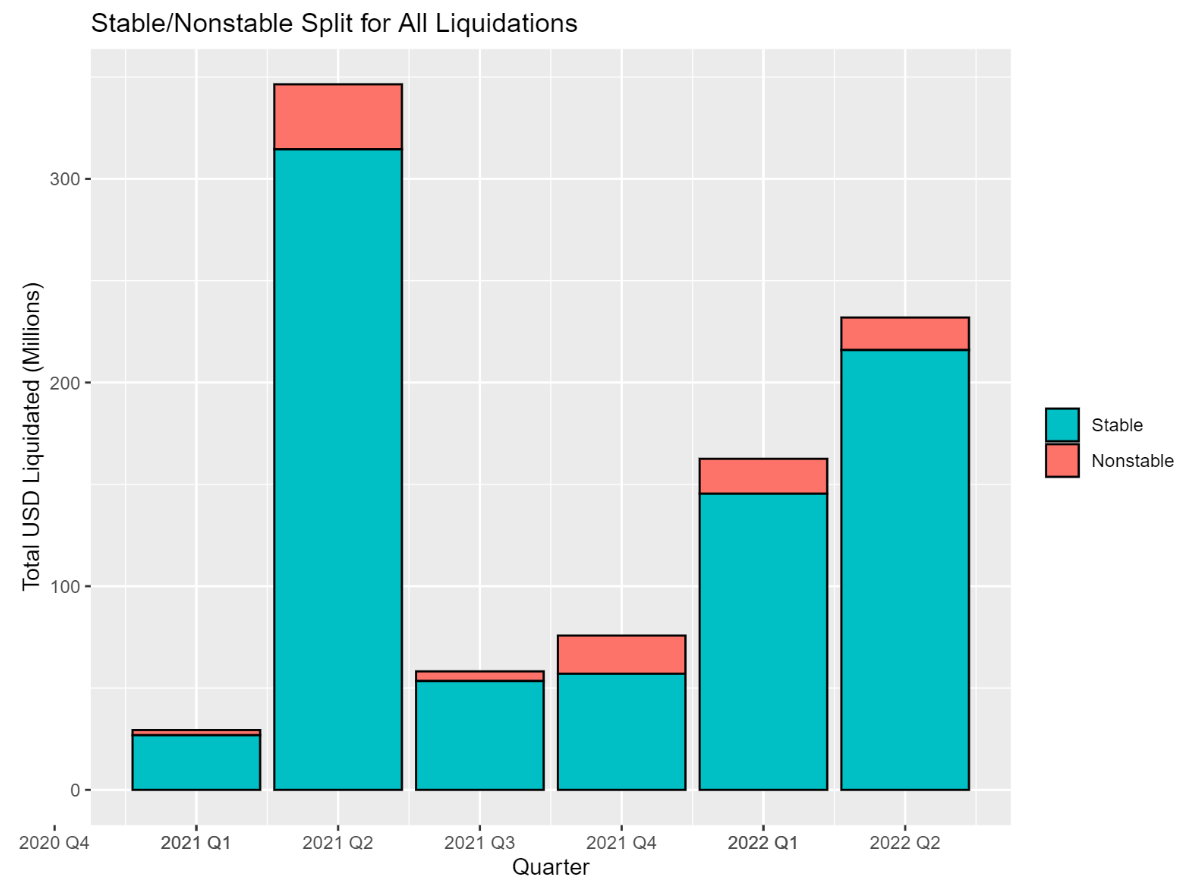 Stable/Nonstable Split for All Liquidations
Total USD Liquidated (Millions)
300
200
100
0
2020 Q4 2021 Q1 2021 Q2 2021 Q3 2021 Q4 2022 Q1 2022 Q2
Quarter
Stable
Nonstable